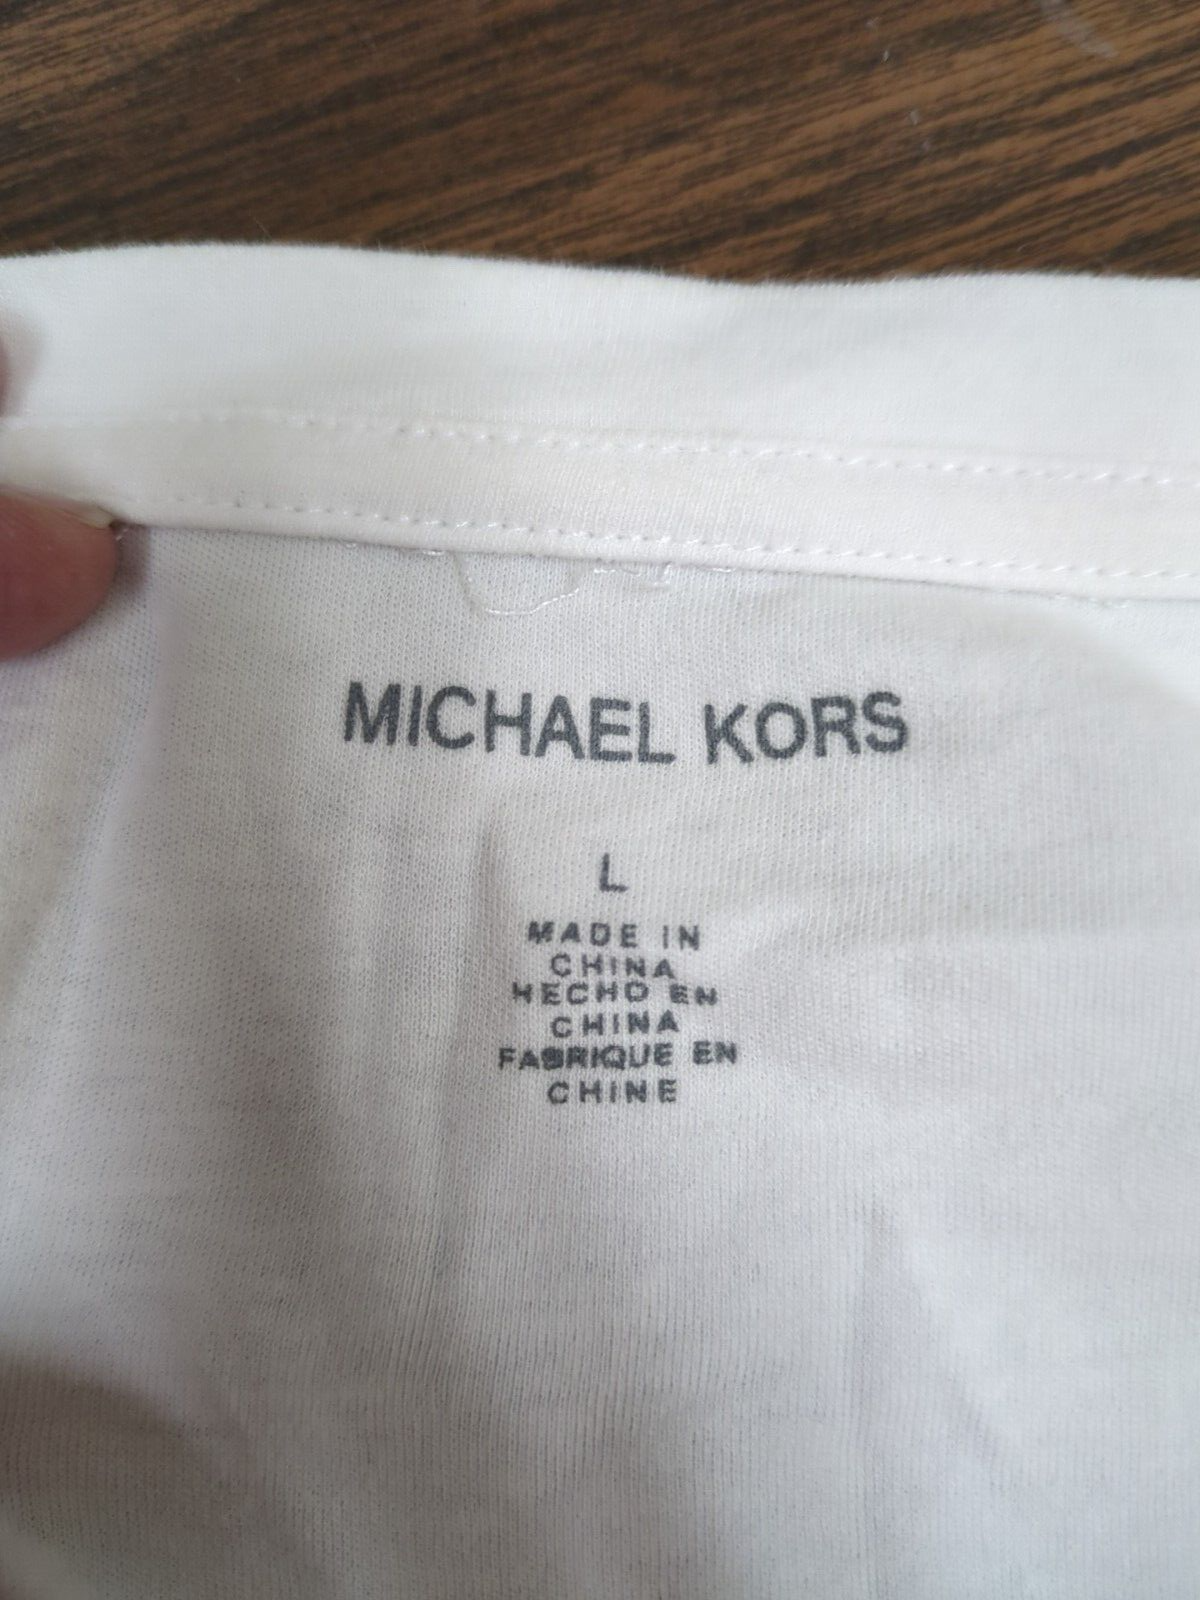 MICHAEL KORS
L
MADE IN
CHINA
HECHO EN
CHINA
FABRIQUE EN
CHINE